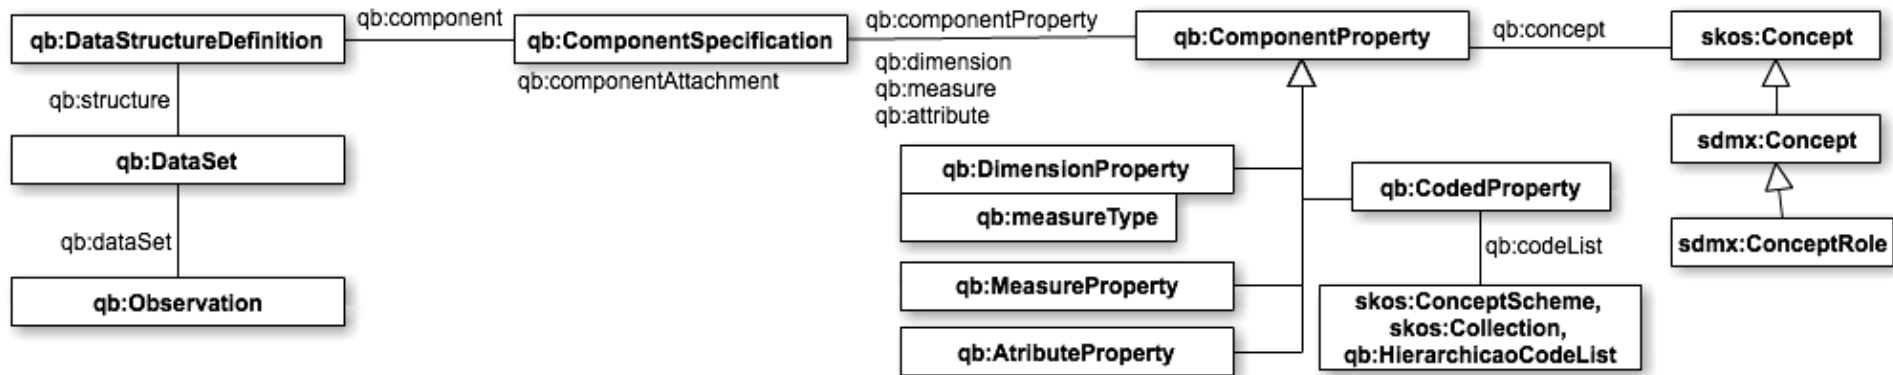 qb:DataStructureDefinition
qb:component
qb:ComponentSpecification
qb:componentAttachment
qb:componentProperty
qb:dimension
qb:measure
qb:attribute
qb:ComponentProperty
qb:concept
skos:Concept
qb:structure
qb:DataSet
qb:dataSet
qb:Observation
qb:DimensionProperty
qb:measureType
qb:MeasureProperty
qb:AtributeProperty
qb:CodedProperty
qb:codeList
skos:ConceptScheme,
skos:Collection,
qb:HierarchicaoCodeList
sdmx:Concept
sdmx:ConceptRole